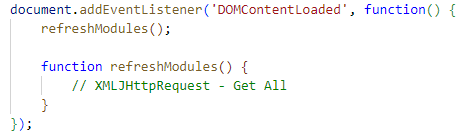 document.addEventListener('DOMContentLoaded', function() {
    refreshModules();
    function refreshModules() {
        // XMLJHttpRequest - Get All
    }
});